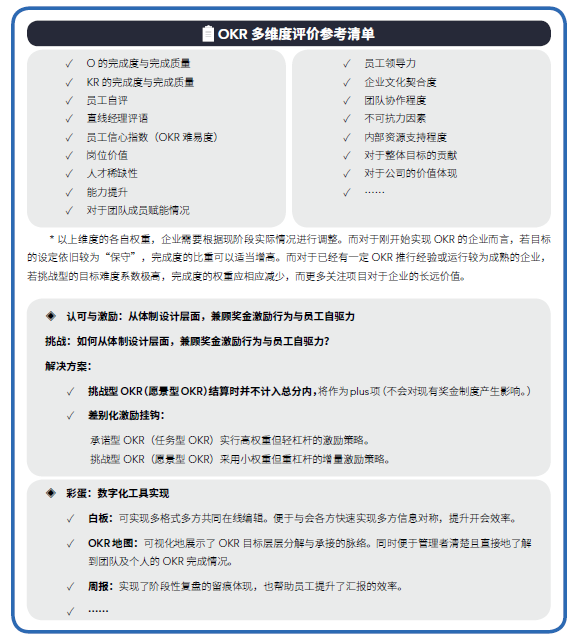 OKR 多维度评价参考清单
✓ O 的完成度与完成质量
✓ KR 的完成度与完成质量
✓ 员工自评
✓ 直线经理评语
✓ 员工信心指数（OKR 难易度）
✓ 岗位价值
✓ 人才稀缺性
✓ 能力提升
✓ 对于团队成员赋能情况
✓ 员工领导力
✓ 企业文化契合度
✓ 团队协作程度
✓ 不可抗力因素
✓ 内部资源支持程度
✓ 对于整体目标的贡献
✓ 对于公司的价值体现
✓ ……
* 以上维度的各自权重，企业需要根据现阶段实际情况进行调整。而对于刚开始实现 OKR 的企业而言，若目标
的设定依旧较为“保守”，完成度的比重可以适当增高。而对于已经有一定 OKR 推行经验或运行较为成熟的企业，
若挑战型的目标难度系数极高，完成度的权重应相应减少，而更多关注项目对于企业的长远价值。
◈ 认可与激励：从体制设计层面，兼顾奖金激励行为与员工自驱力
挑战：如何从体制设计层面，兼顾奖金激励行为与员工自驱力？
解决方案：
✓ 挑战型 OKR（愿景型 OKR）结算时并不计入总分内，将作为 plus 项（不会对现有奖金制度产生影响。）
✓ 差别化激励挂钩：
承诺型 OKR（任务型 OKR）实行高权重但轻杠杆的激励策略。
挑战型 OKR（愿景型 OKR）采用小权重但重杠杆的增量激励策略。
◈ 彩蛋：数字化工具实现
✓ 白板：可实现多格式多方共同在线编辑。便于与会各方快速实现多方信息对称，提升开会效率。
✓ OKR 地图：可视化地展示了 OKR 目标层层分解与承接的脉络。同时便于管理者清楚且直接地了解
到团队及个人的 OKR 完成情况。
✓ 周报：实现了阶段性复盘的留痕体现，也帮助员工提升了汇报的效率。
✓ ……